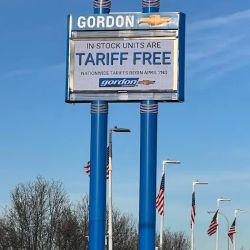 GORDON
IN-STOCK UNITS ARE
TARIFF FREE
NATIONWIDE TARIFFS BEGIN APRIL 2ND
gordon